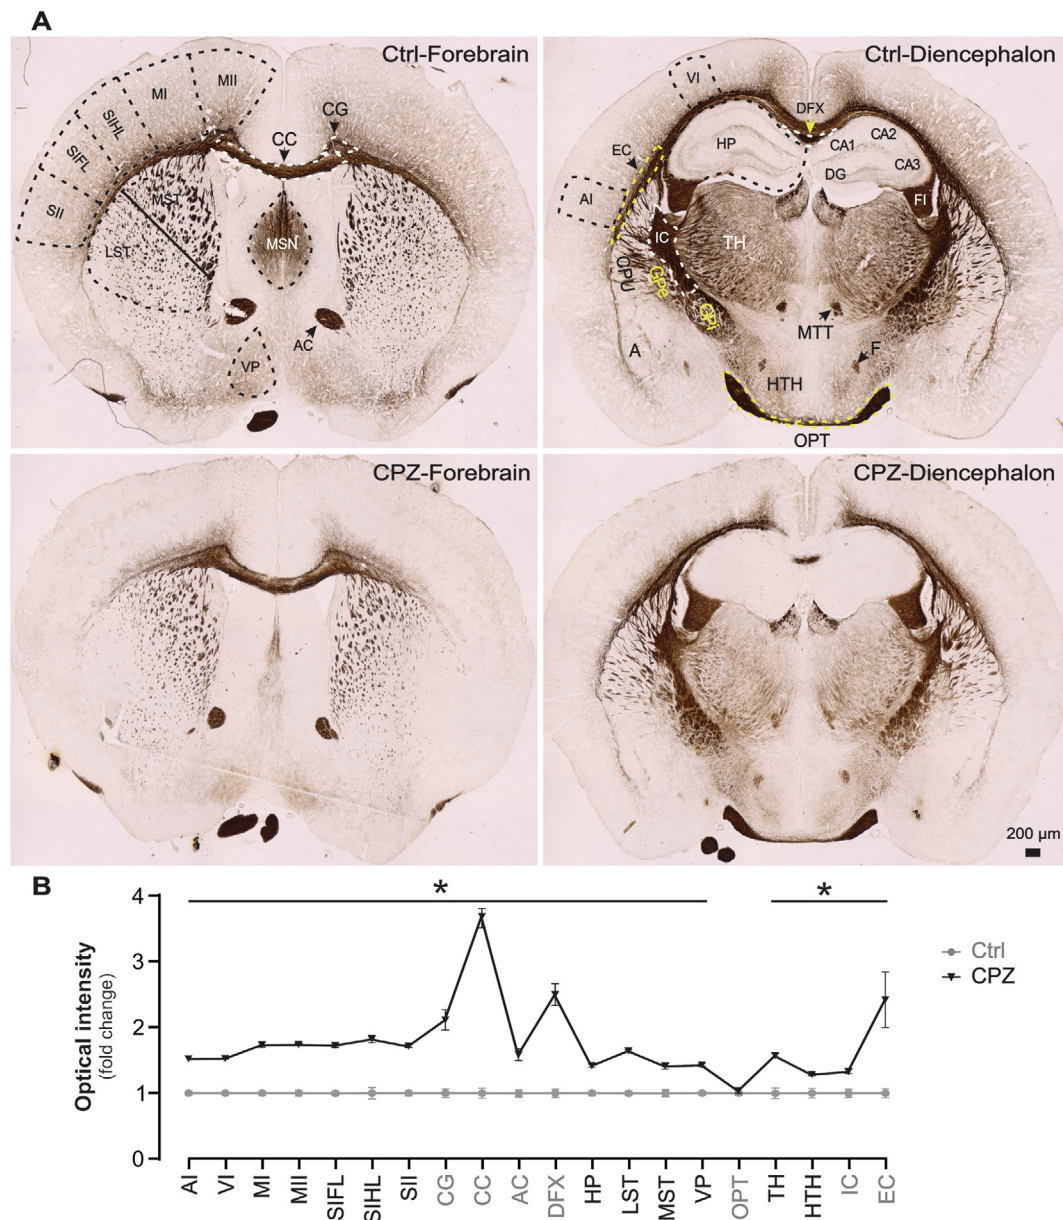 A
Ctrl-Forebrain
MII
MI
SIHL
SIFL
SII
CG
CC
MST
LST
MSN
AC
VP
Ctrl-Diencephalon
VI
DFX
EC
HP
CA1
CA2
CA3
DG
AI
FI
IC
TH
CPU
GPe
GPi
MTT
A
F
HTH
OPT
CPZ-Forebrain
CPZ-Diencephalon
200 µm
B
* *
4
3
2
1
0
Optical intensity
(fold change)
Ctrl
CPZ
AI VI MI MII SIFL SIHL SII CG CC AC DFX HP LST MST VP OPT TH HTH IC EC